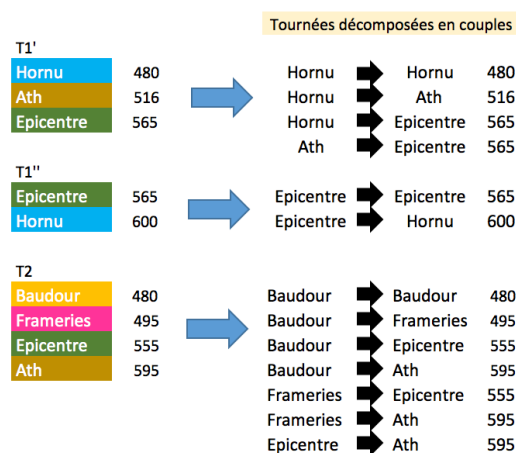 Tournées décomposées en couples
T1'
Hornu 480
Ath 516
Epicentre 565
Hornu Hornu 480
Hornu Ath 516
Hornu Epicentre 565
Ath Epicentre 565
T1''
Epicentre 565
Hornu 600
Epicentre Epicentre 565
Epicentre Hornu 600
T2
Baudour 480
Frameries 495
Epicentre 555
Ath 595
Baudour Baudour 480
Baudour Frameries 495
Baudour Epicentre 555
Baudour Ath 595
Frameries Epicentre 555
Frameries Ath 595
Epicentre Ath 595